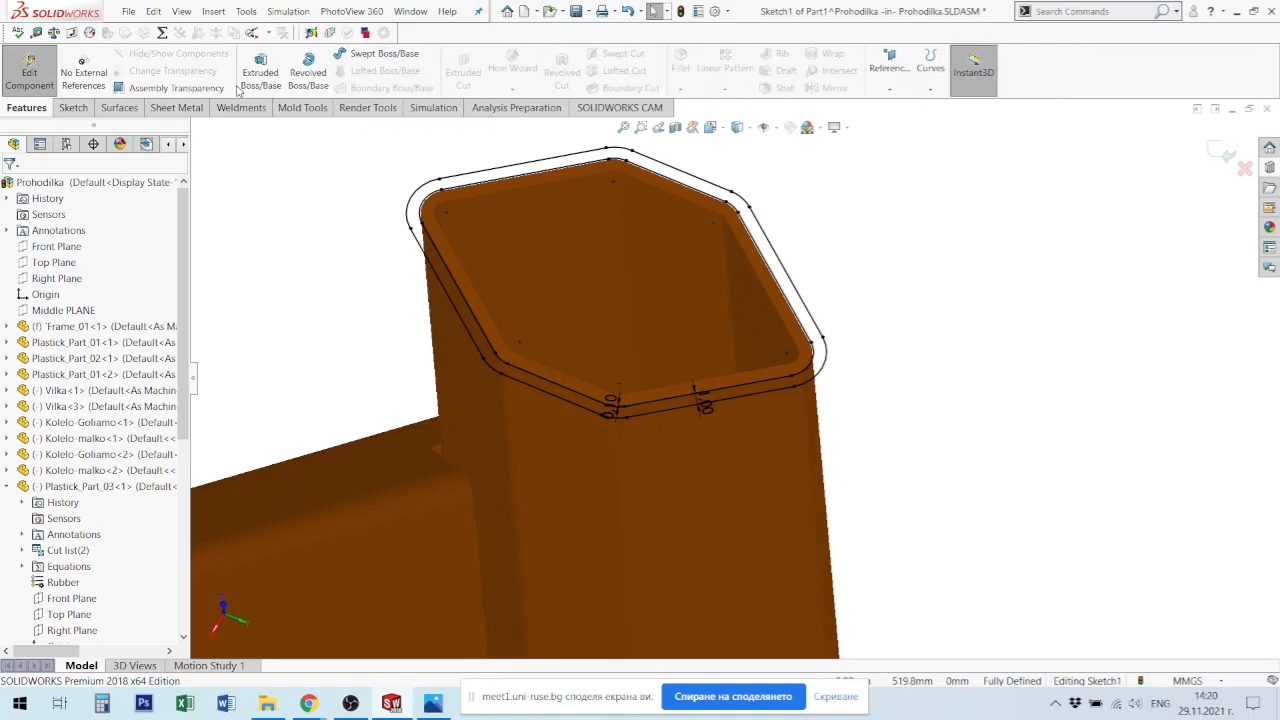 SOLIDWORKS File Edit View Insert Tools Simulation PhotoView 360 Window Help Sketch1 of Part1^Prohodilka -in- Prohodilka.SLDASM * Search Commands
Edit Component No External References Hide/Show Components Change Transparency Assembly Transparency Extruded Boss/Base Revolved Boss/Base Swept Boss/Base Lofted Boss/Base Boundary Boss/Base Extruded Cut Hole Wizard Revolved Cut Swept Cut Lofted Cut Boundary Cut Fillet Linear Pattern Rib Draft Shell Wrap Intersect Mirror Referenc... Curves Instant3D
Features Sketch Surfaces Sheet Metal Weldments Mold Tools Render Tools Simulation Analysis Preparation SOLIDWORKS CAM
Prohodilka (Default<Display State-
History
Sensors
Annotations
Front Plane
Top Plane
Right Plane
Origin
Middle PLANE
(f) 'Frame_01<1> (Default<As Ma
Plastick_Part_01<1> (Default<As
Plastick_Part_02<1> (Default<As
Plastick_Part_02<2> (Default<As
(-) Vilka<1> (Default<As Machin
(-) Vilka<3> (Default<As Machin
(-) Kolelo-Goliamo<1> (Default<
(-) Kolelo-malko<1> (Default<<
(-) Kolelo-Goliamo<2> (Default<
(-) Kolelo-malko<2> (Default<<
(-) Plastick_Part_03<1> (Default<
History
Sensors
Annotations
Cut list(2)
Equations
Rubber
Front Plane
Top Plane
Right Plane
0,10
1,00
Model 3D Views Motion Study 1
SOLIDWORKS Premium 2018 x64 Edition 519.8mm 0mm Fully Defined Editing Sketch1 MMGS
meet1.uni-ruse.bg споделя екрана ви. Спиране на споделянето Скриване
ENG 14:20
29.11.2021 г.